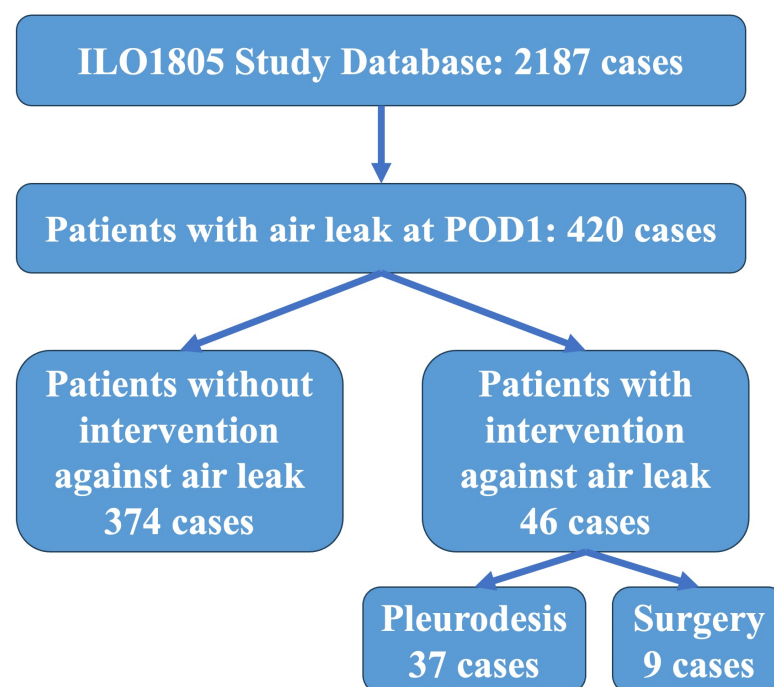 ILO1805 Study Database: 2187 cases
Patients with air leak at POD1: 420 cases
Patients without
intervention
against air leak
374 cases
Patients with
intervention
against air leak
46 cases
Pleurodesis
37 cases
Surgery
9 cases